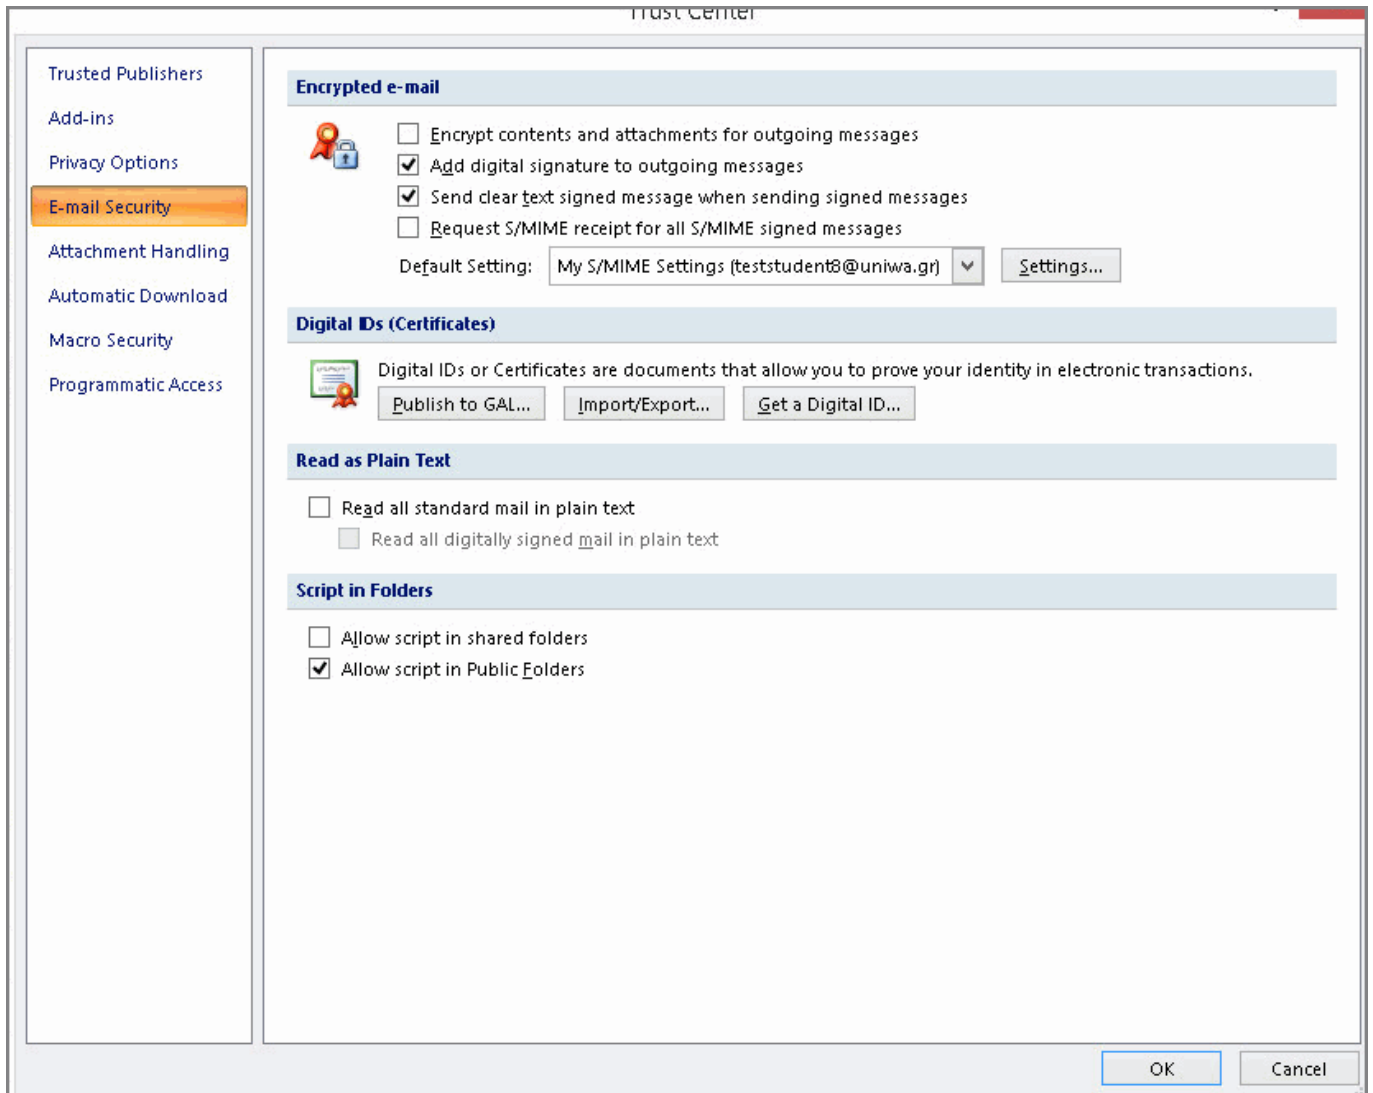 Trust Center
Trusted Publishers
Add-ins
Privacy Options
E-mail Security
Attachment Handling
Automatic Download
Macro Security
Programmatic Access
Encrypted e-mail
Encrypt contents and attachments for outgoing messages
Add digital signature to outgoing messages
Send clear text signed message when sending signed messages
Request S/MIME receipt for all S/MIME signed messages
Default Setting: My S/MIME Settings (teststudent8@uniwa.gr) Settings...
Digital IDs (Certificates)
Digital IDs or Certificates are documents that allow you to prove your identity in electronic transactions.
Publish to GAL... Import/Export... Get a Digital ID...
Read as Plain Text
Read all standard mail in plain text
Read all digitally signed mail in plain text
Script in Folders
Allow script in shared folders
Allow script in Public Folders
OK Cancel